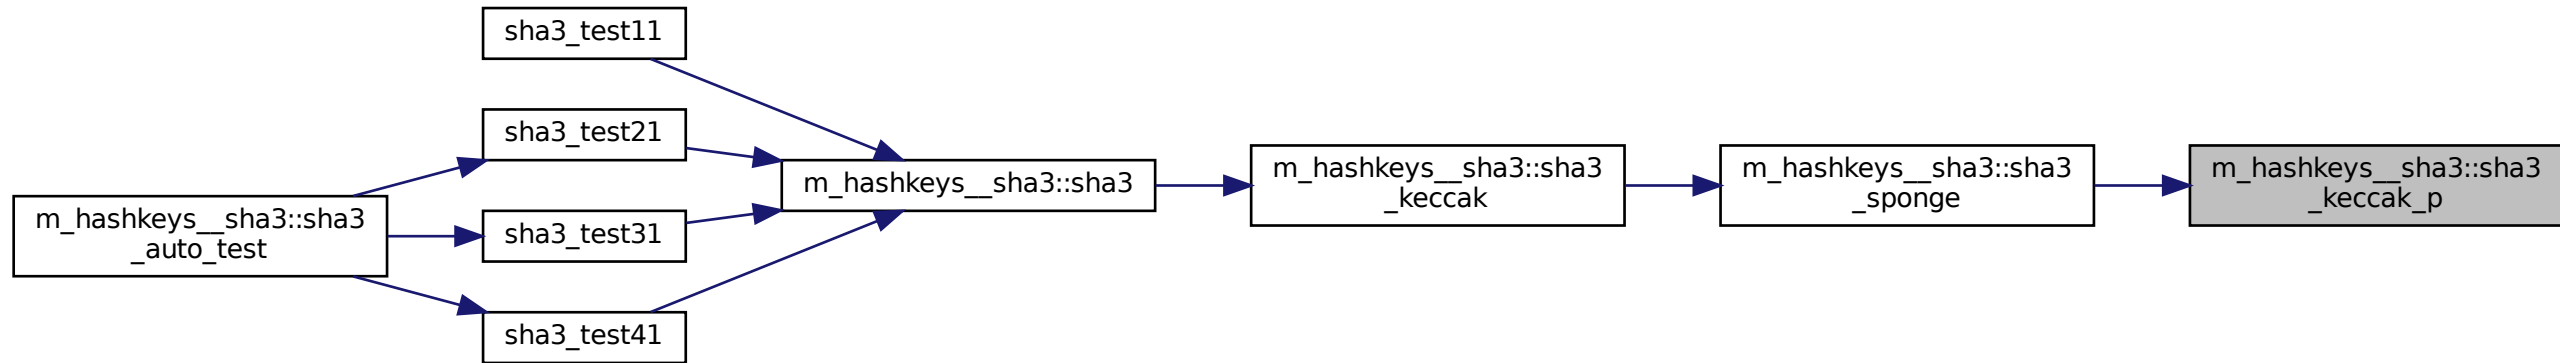 sha3_test11
sha3_test21
m_hashkeys__sha3::sha3
_auto_test
sha3_test31
sha3_test41
m_hashkeys__sha3::sha3
m_hashkeys__sha3::sha3
_keccak
m_hashkeys__sha3::sha3
_sponge
m_hashkeys__sha3::sha3
_keccak_p